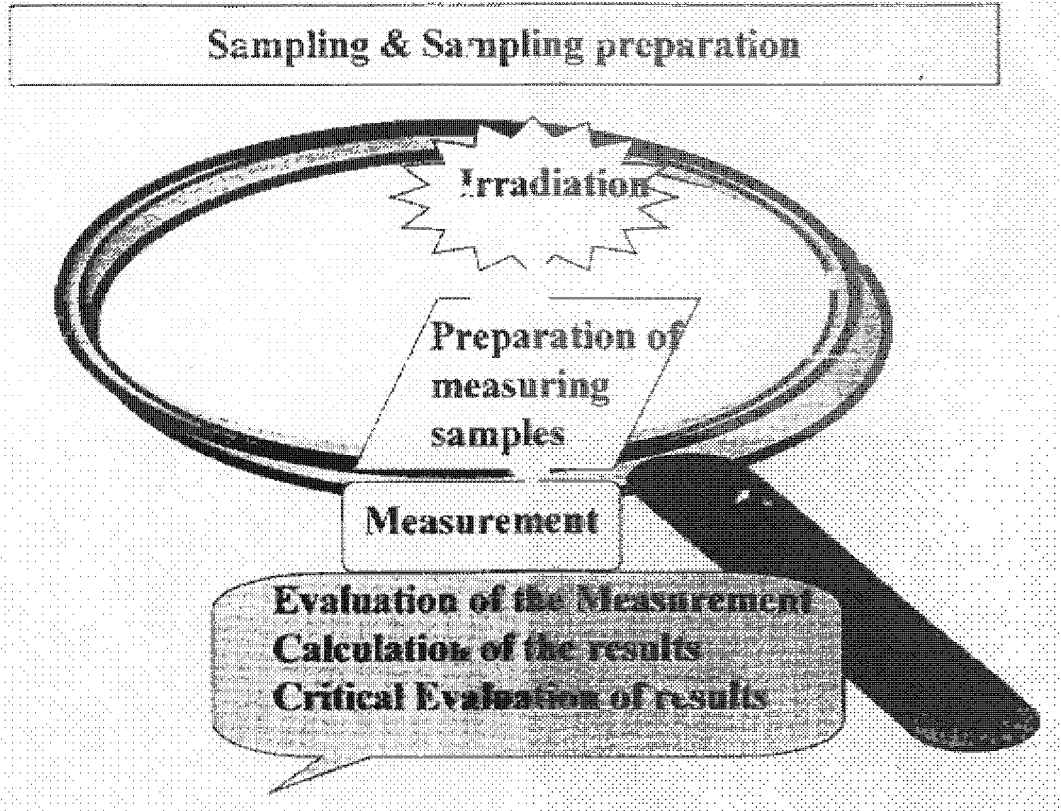 Sampling & Sampling preparation
Irradiation
Preparation of
measuring
samples
Measurement
Evaluation of the Measurement
Calculation of the results
Critical Evaluation of results